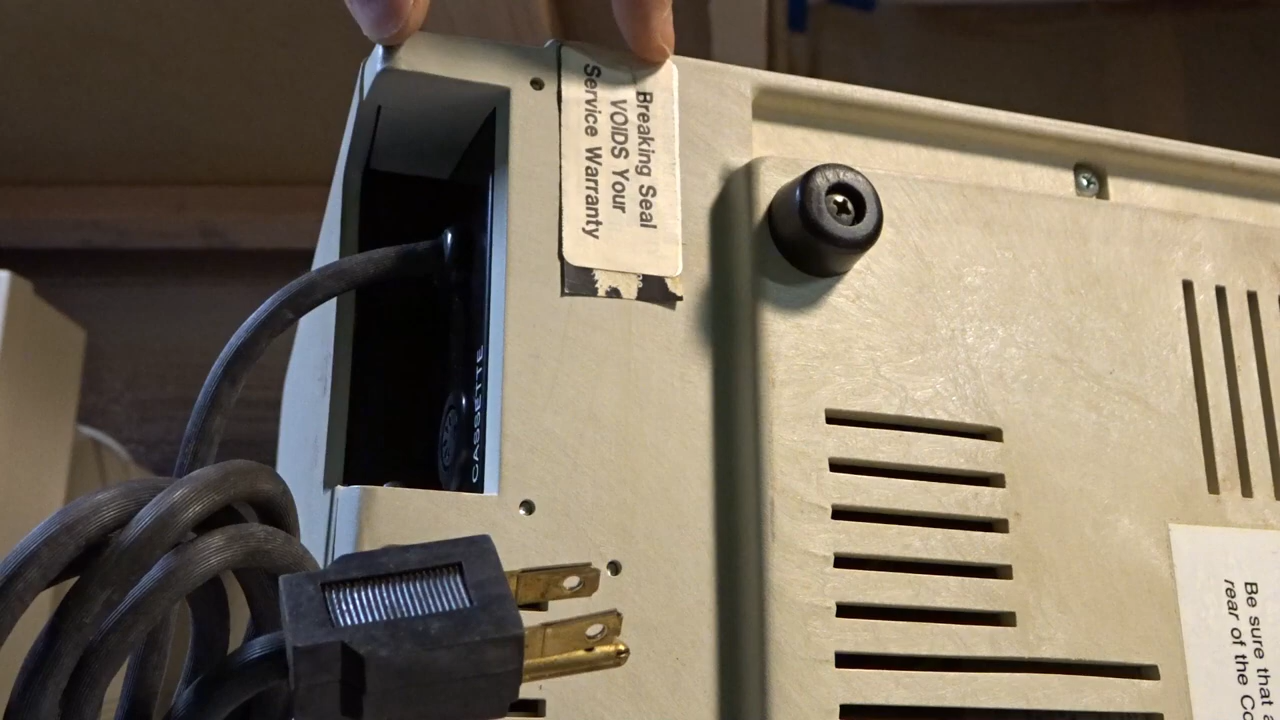 Breaking Seal
VOIDS Your
Service Warranty
CASSETTE
Be sure that
rear of the Co